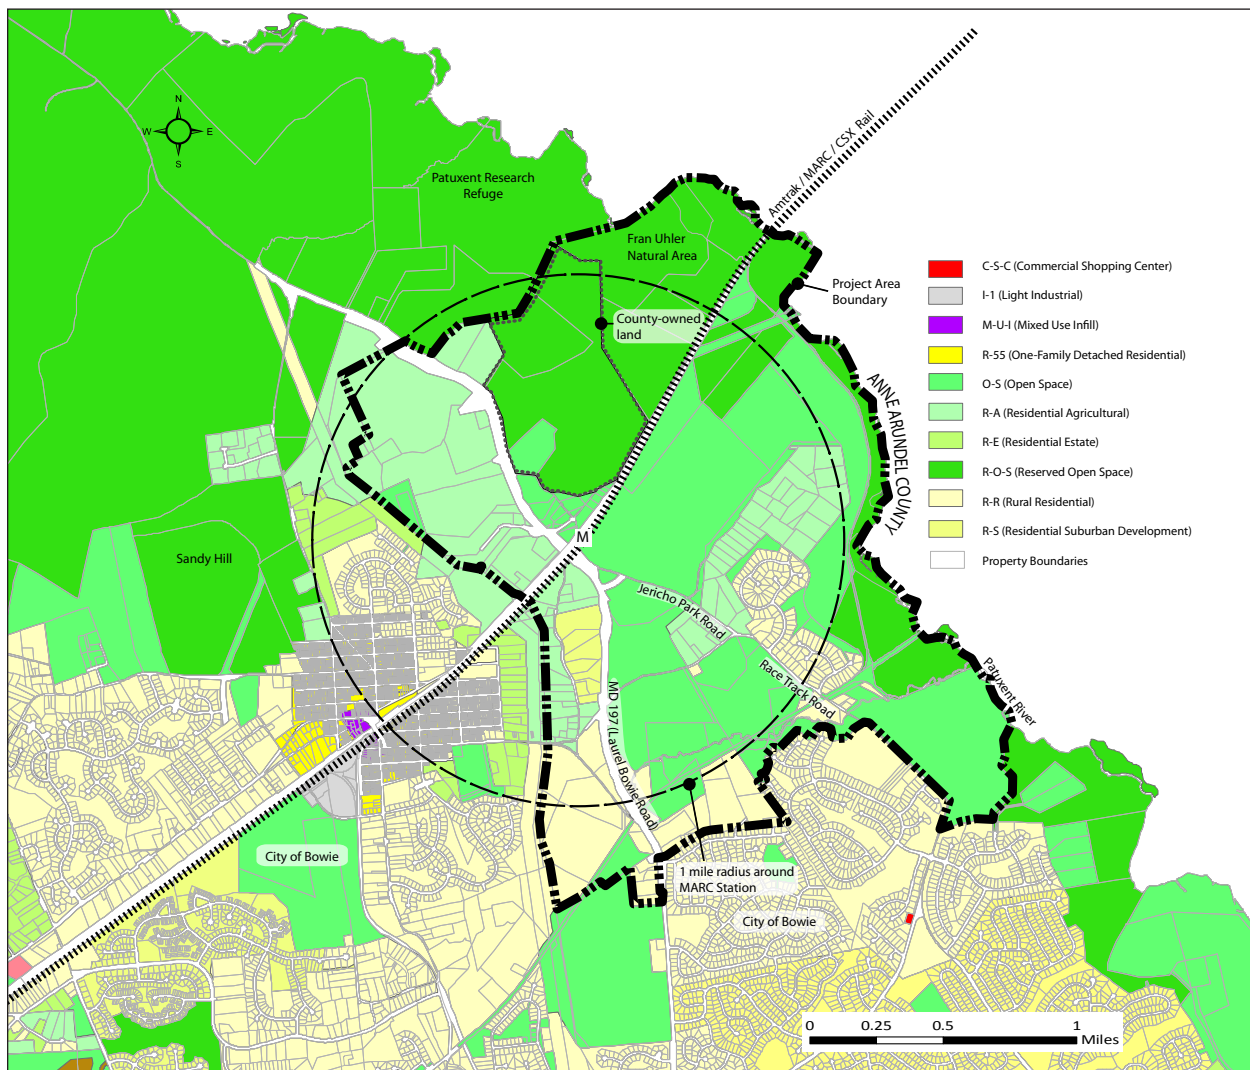 N
W
E
S
Patuxent Research
Refuge
Fran Uhler
Natural Area
Amtrak / MARC / CSX Rail
Project Area
Boundary
County-owned
land
ANNE ARUNDEL COUNTY
C-S-C (Commercial Shopping Center)
I-1 (Light Industrial)
M-U-I (Mixed Use Infill)
R-55 (One-Family Detached Residential)
O-S (Open Space)
R-A (Residential Agricultural)
R-E (Residential Estate)
R-O-S (Reserved Open Space)
R-R (Rural Residential)
R-S (Residential Suburban Development)
Property Boundaries
Sandy Hill
M
Jericho Park Road
Race Track Road
Patuxent River
MD 197 (Laurel Bowie Road)
City of Bowie
1 mile radius around
MARC Station
City of Bowie
0 0.25 0.5 1
Miles